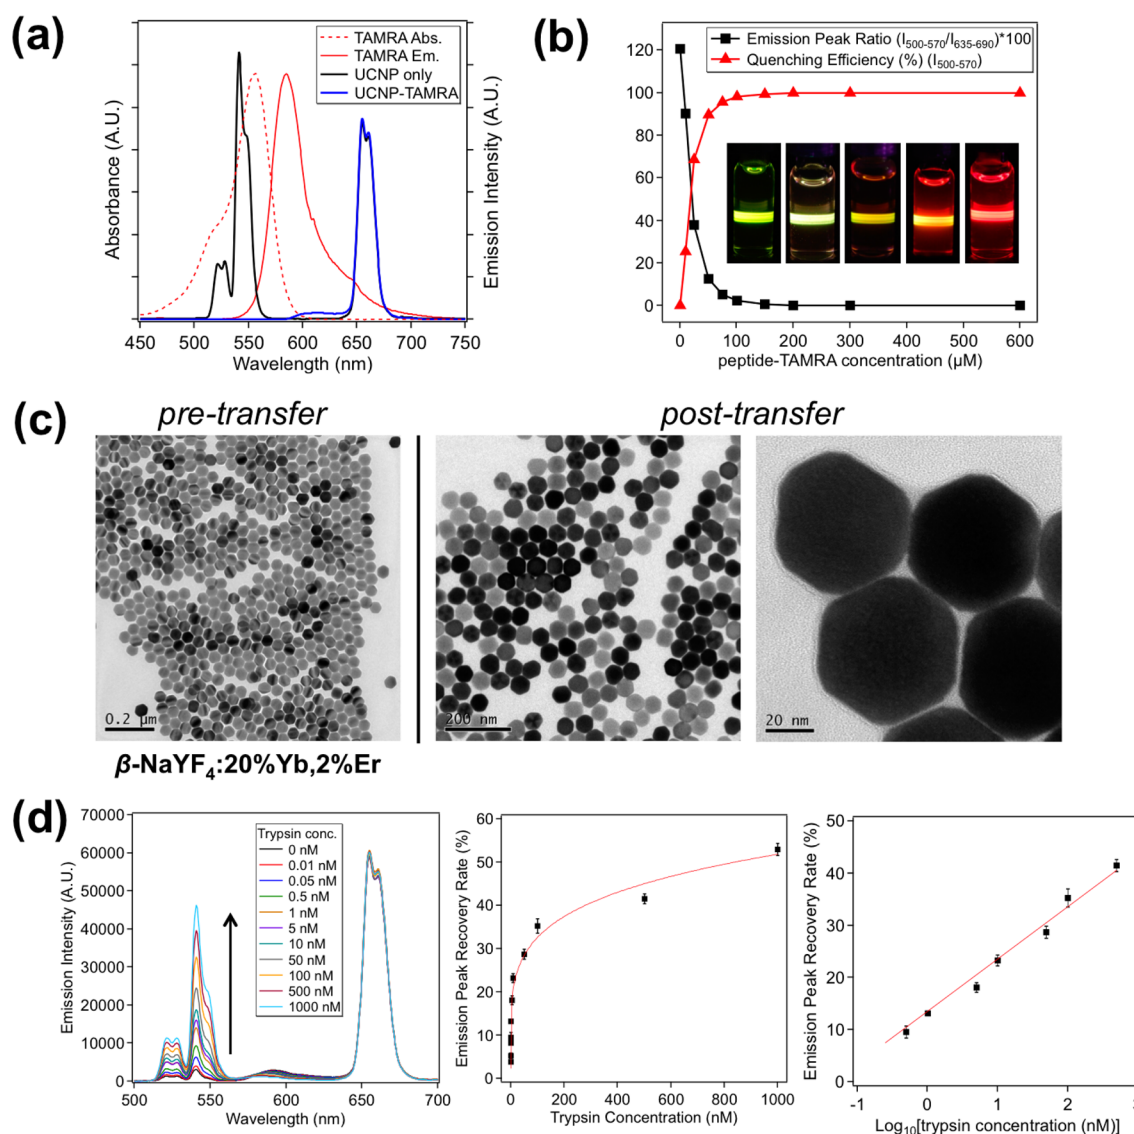 (a)
TAMRA Abs.
TAMRA Em.
UCNP only
UCNP-TAMRA
Absorbance (A.U.)
Emission Intensity (A.U.)
450 500 550 600 650 700 750
Wavelength (nm)
(b)
Emission Peak Ratio (I500-570/I635-690)*100
Quenching Efficiency (%) (I500-570)
120
100
80
60
40
20
0
0 100 200 300 400 500 600
peptide-TAMRA concentration (μM)
(c)
pre-transfer
post-transfer
0.2 μm
200 nm
20 nm
β-NaYF4:20%Yb,2%Er
(d)
Emission Intensity (A.U.)
70000
60000
50000
40000
30000
20000
10000
0
Trypsin conc.
0 nM
0.01 nM
0.05 nM
0.5 nM
1 nM
5 nM
10 nM
50 nM
100 nM
500 nM
1000 nM
500 550 600 650 700
Wavelength (nm)
Emission Peak Recovery Rate (%)
60
50
40
30
20
10
0
0 200 400 600 800 1000
Trypsin Concentration (nM)
Emission Peak Recovery Rate (%)
50
40
30
20
10
0
-1 0 1 2 3
Log10[trypsin concentration (nM)]